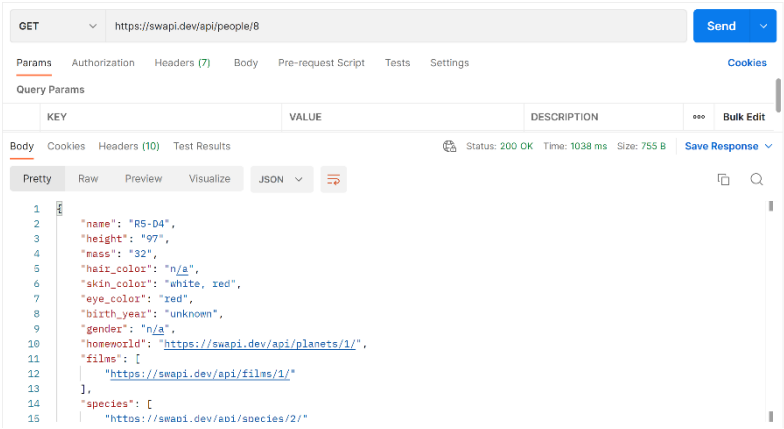 GET https://swapi.dev/api/people/8 Send
Params Authorization Headers (7) Body Pre-request Script Tests Settings Cookies
Query Params
KEY VALUE DESCRIPTION ooo Bulk Edit
Body Cookies Headers (10) Test Results Status: 200 OK Time: 1038 ms Size: 755 B Save Response
Pretty Raw Preview Visualize JSON
1 {
2 "name": "R5-D4",
3 "height": "97",
4 "mass": "32",
5 "hair_color": "n/a",
6 "skin_color": "white, red",
7 "eye_color": "red",
8 "birth_year": "unknown",
9 "gender": "n/a",
10 "homeworld": "https://swapi.dev/api/planets/1/",
11 "films": [
12 "https://swapi.dev/api/films/1/"
13 ],
14 "species": [
15 "https://swapi.dev/api/species/2/"